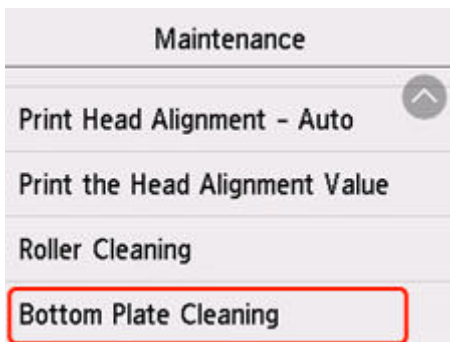 Maintenance
Print Head Alignment - Auto
Print the Head Alignment Value
Roller Cleaning
Bottom Plate Cleaning